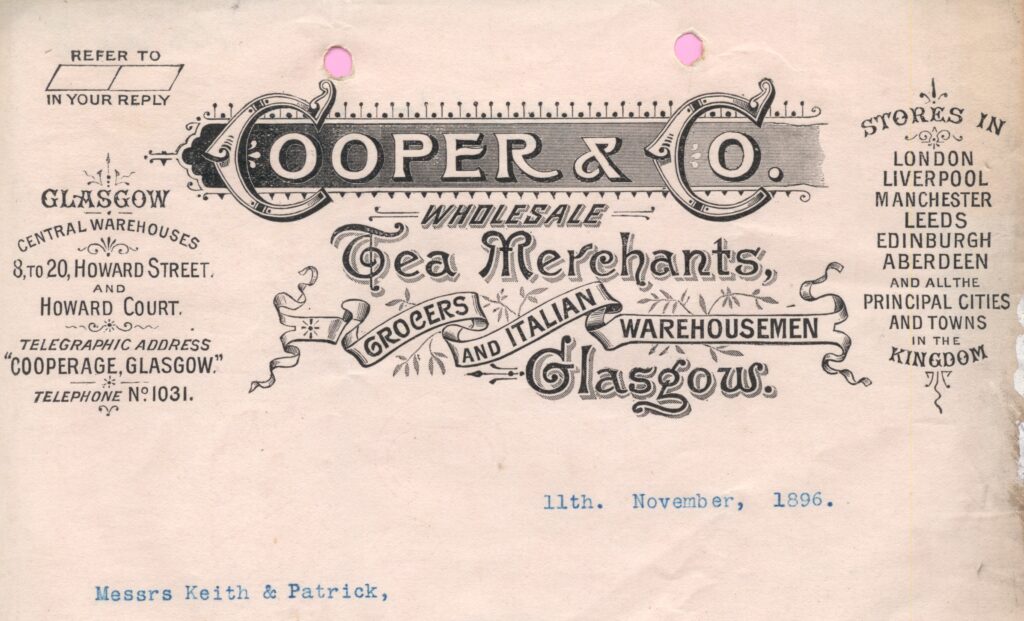 REFER TO
IN YOUR REPLY
COOPER & CO.
WHOLESALE
Tea Merchants,
GROCERS AND ITALIAN WAREHOUSEMEN
Glasgow.
GLASGOW
CENTRAL WAREHOUSES
8, TO 20, HOWARD STREET.
AND
HOWARD COURT.
TELEGRAPHIC ADDRESS
"COOPERAGE, GLASGOW."
TELEPHONE No. 1031.
STORES IN
LONDON
LIVERPOOL
MANCHESTER
LEEDS
EDINBURGH
ABERDEEN
AND ALL THE
PRINCIPAL CITIES
AND TOWNS
IN THE
KINGDOM
11th. November, 1896.
Messrs Keith & Patrick,